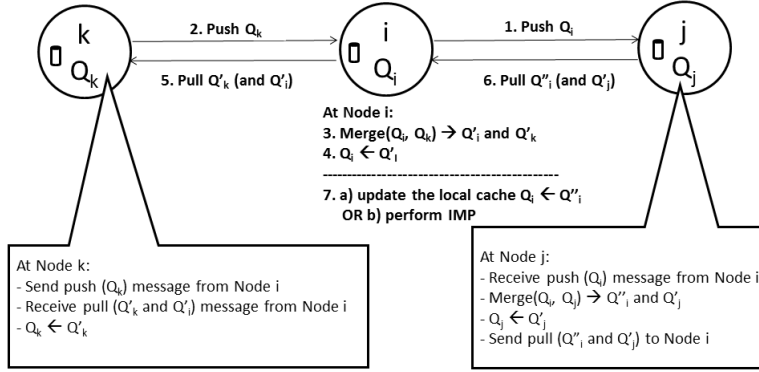 k
Q_k
2. Push Q_k
5. Pull Q'_k (and Q'_i)
i
Q_i
1. Push Q_i
6. Pull Q''_i (and Q'_j)
j
Q_j
At Node i:
3. Merge(Q_i, Q_k) → Q'_i and Q'_k
4. Q_i ← Q'_I
--------------------------------------------------
7. a) update the local cache Q_i ← Q''_i
OR b) perform IMP
At Node k:
- Send push (Q_k) message from Node i
- Receive pull (Q'_k and Q'_i) message from Node i
- Q_k ← Q'_k
At Node j:
- Receive push (Q_i) message from Node i
- Merge(Q_i, Q_j) → Q''_i and Q'_j
- Q_j ← Q'_j
- Send pull (Q''_i and Q'_j) to Node i